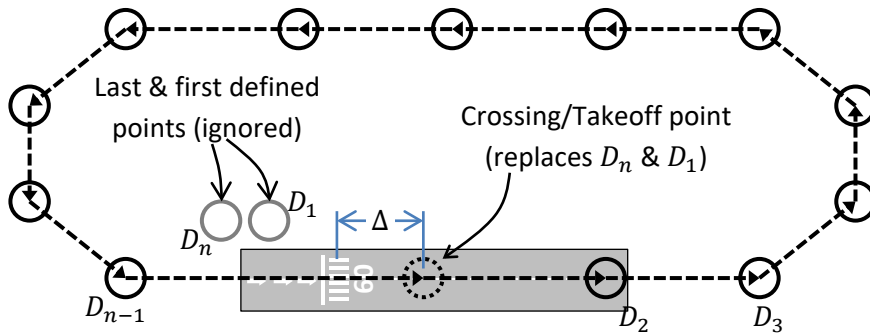 Last & first defined
points (ignored)
Crossing/Takeoff point
(replaces Dₙ & D₁)
D₁
Dₙ
Δ
09
Dₙ₋₁
D₂
D₃